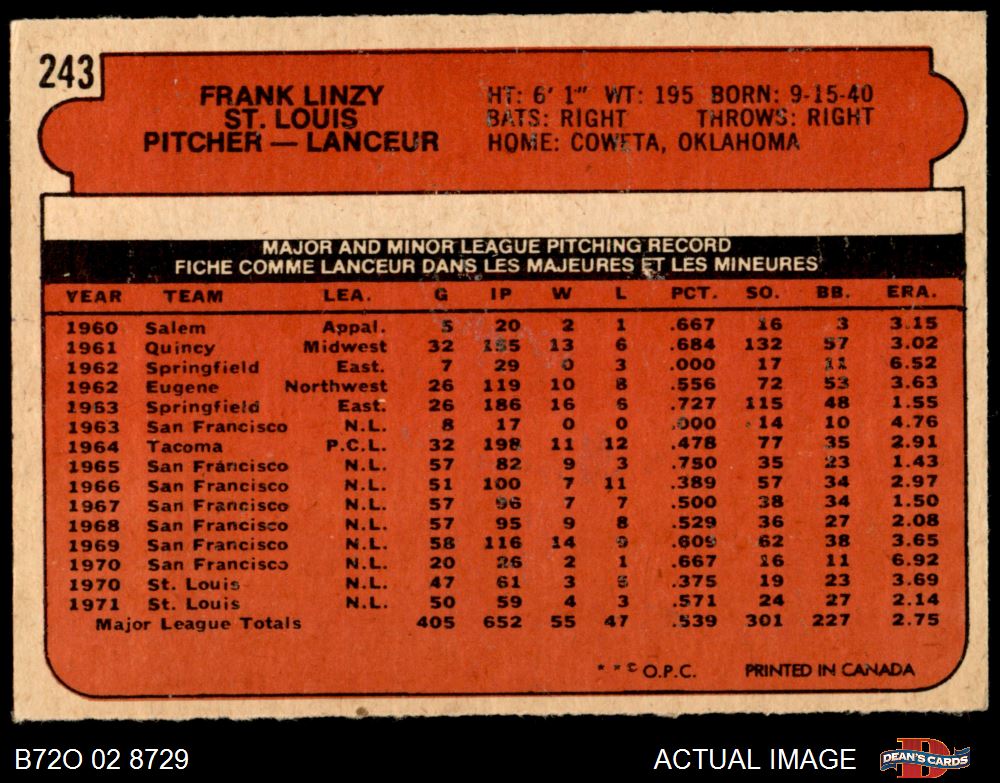 243
FRANK LINZY
ST. LOUIS
PITCHER — LANCEUR
HT: 6' 1" WT: 195 BORN: 9-15-40
BATS: RIGHT THROWS: RIGHT
HOME: COWETA, OKLAHOMA
MAJOR AND MINOR LEAGUE PITCHING RECORD
FICHE COMME LANCEUR DANS LES MAJEURES ET LES MINEURES
YEAR TEAM LEA. G IP W L PCT. SO. BB. ERA.
1960 Salem Appal. 5 20 2 1 .667 16 3 3.15
1961 Quincy Midwest 32 155 13 6 .684 132 57 3.02
1962 Springfield East. 7 29 0 3 .000 17 11 6.52
1962 Eugene Northwest 26 119 10 8 .556 72 53 3.63
1963 Springfield East. 26 186 16 6 .727 115 48 1.55
1963 San Francisco N.L. 8 17 0 0 .000 14 10 4.76
1964 Tacoma P.C.L. 32 198 11 12 .478 77 35 2.91
1965 San Francisco N.L. 57 82 9 3 .750 35 23 1.43
1966 San Francisco N.L. 51 100 7 11 .389 57 34 2.97
1967 San Francisco N.L. 57 96 7 7 .500 38 34 1.50
1968 San Francisco N.L. 57 95 9 8 .529 36 27 2.08
1969 San Francisco N.L. 58 116 14 9 .609 62 38 3.65
1970 San Francisco N.L. 20 26 2 1 .667 16 11 6.92
1970 St. Louis N.L. 47 61 3 5 .375 19 23 3.69
1971 St. Louis N.L. 50 59 4 3 .571 24 27 2.14
Major League Totals 405 652 55 47 .539 301 227 2.75
* * © O.P.C. PRINTED IN CANADA
B72O 02 8729 ACTUAL IMAGE DEAN'S CARDS